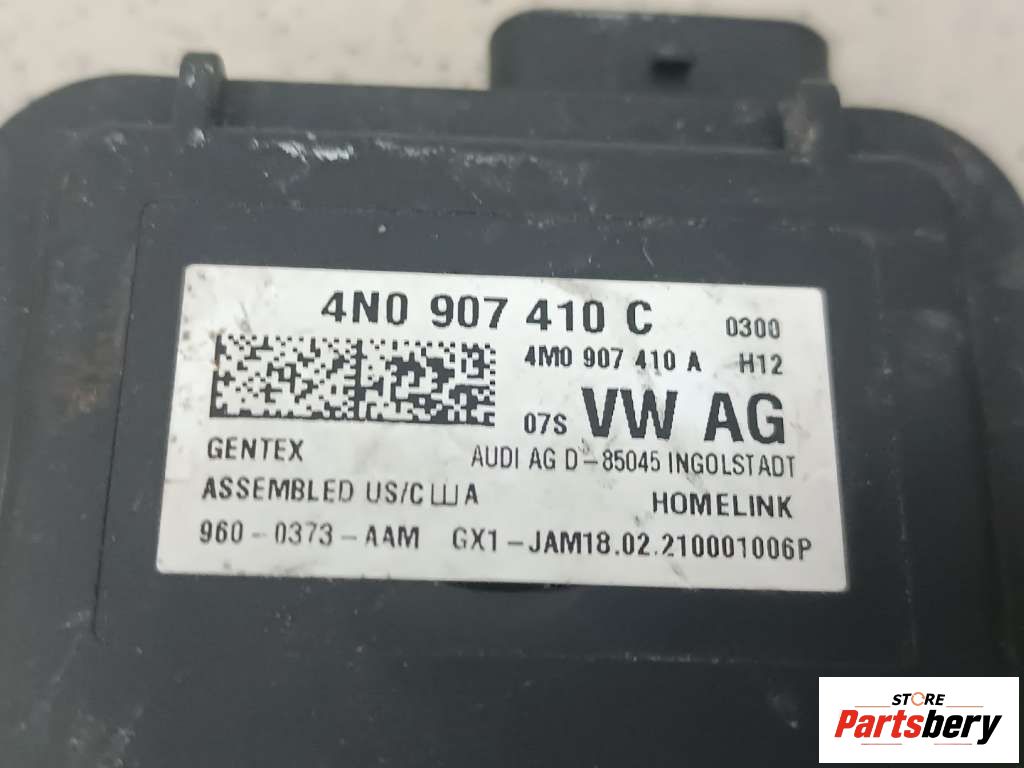 4N0 907 410 C 0300
4M0 907 410 A H12
07S VW AG
GENTEX AUDI AG D-85045 INGOLSTADT
ASSEMBLED US/CШA HOMELINK
960-0373-AAM GX1-JAM18.02.210001006P
STORE
Partsbery